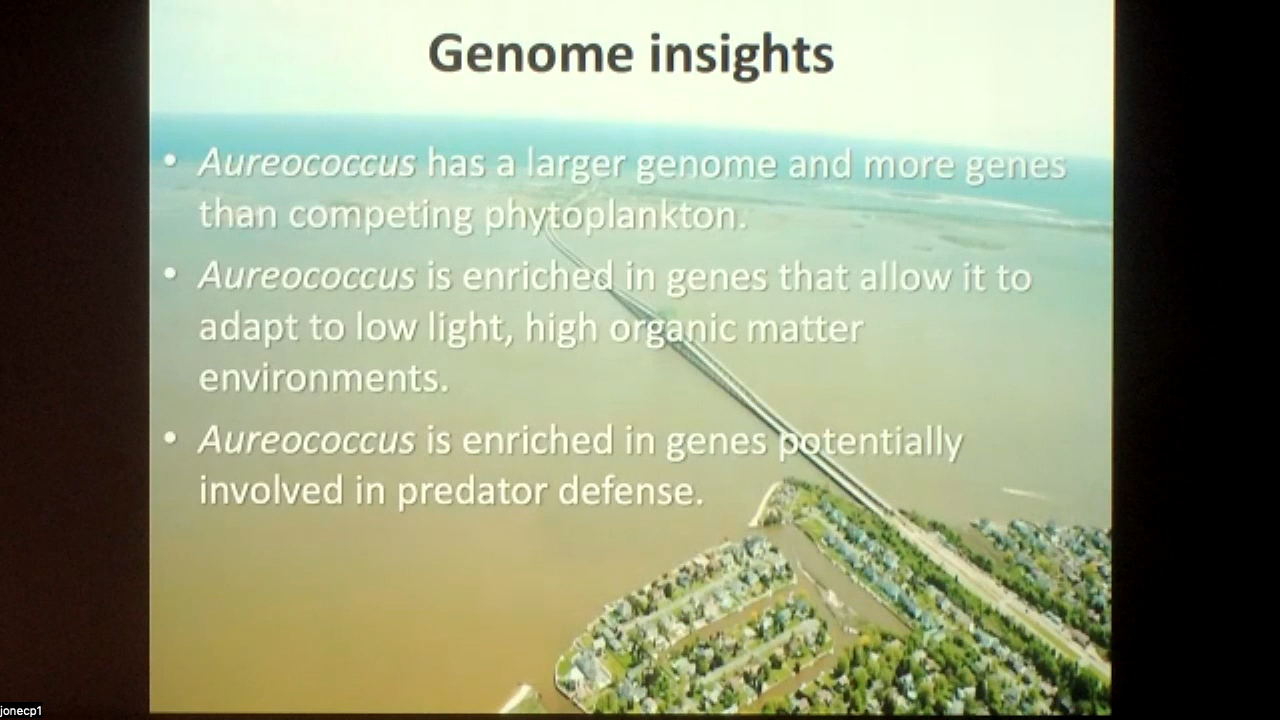 Genome insights
• Aureococcus has a larger genome and more genes
than competing phytoplankton.
• Aureococcus is enriched in genes that allow it to
adapt to low light, high organic matter
environments.
• Aureococcus is enriched in genes potentially
involved in predator defense.
jonecp1